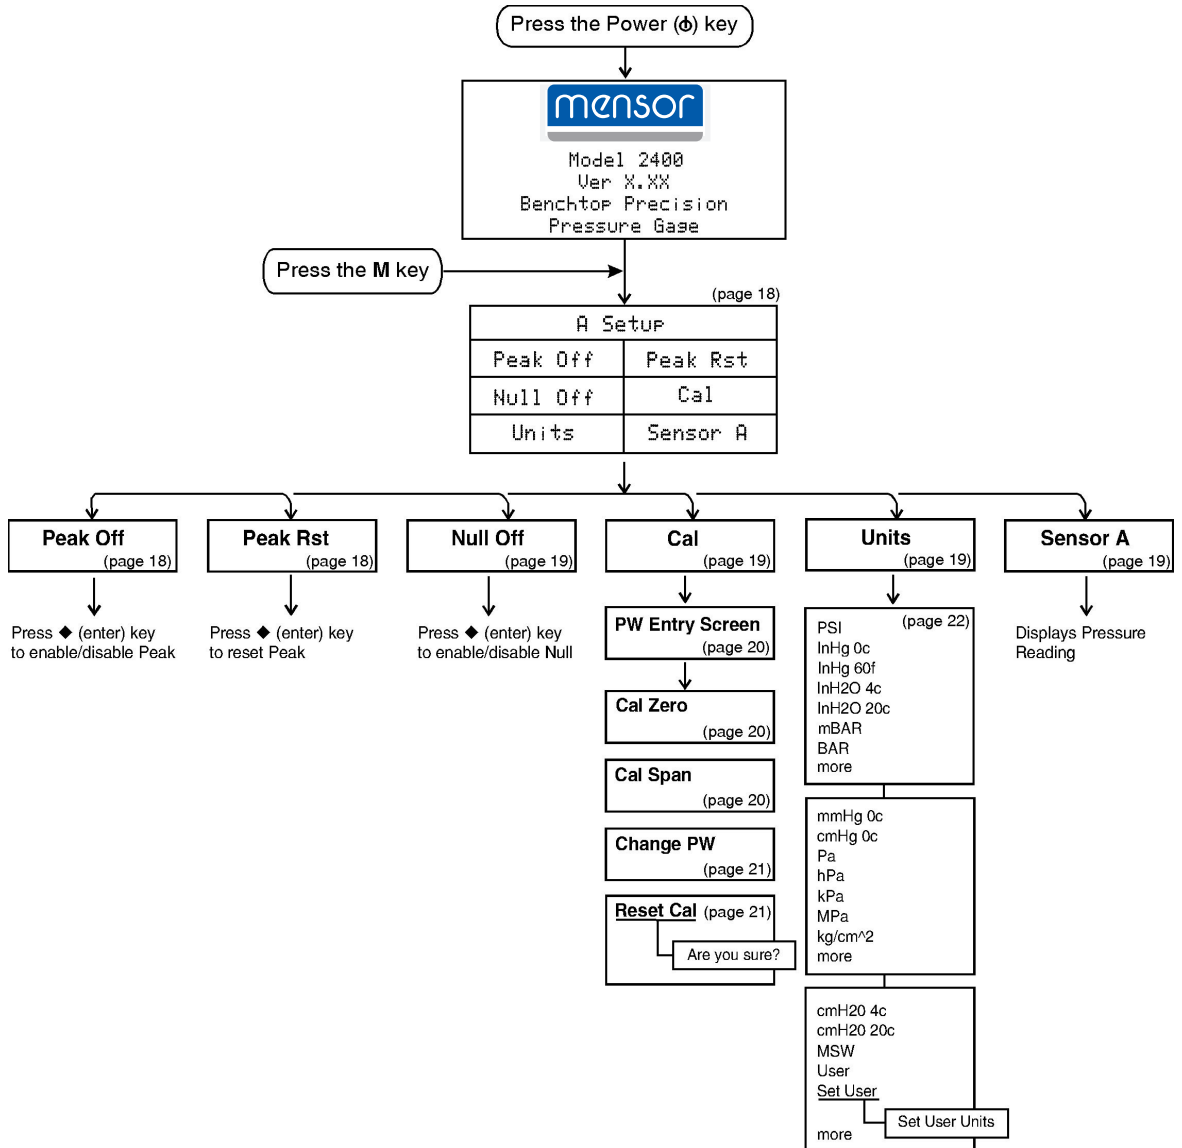 Press the Power (⏻) key
mensor
Model 2400
Ver X.XX
Benchtop Precision
Pressure Gage
Press the M key
(page 18)
A Setup
Peak Off
Peak Rst
Null Off
Cal
Units
Sensor A
Peak Off
(page 18)
Press ◆ (enter) key
to enable/disable Peak
Peak Rst
(page 18)
Press ◆ (enter) key
to reset Peak
Null Off
(page 19)
Press ◆ (enter) key
to enable/disable Null
Cal
(page 19)
PW Entry Screen
(page 20)
Cal Zero
(page 20)
Cal Span
(page 20)
Change PW
(page 21)
Reset Cal (page 21)
Are you sure?
Units
(page 19)
(page 22)
PSI
InHg 0c
InHg 60f
InH2O 4c
InH2O 20c
mBAR
BAR
more
mmHg 0c
cmHg 0c
Pa
hPa
kPa
MPa
kg/cm^2
more
cmH20 4c
cmH20 20c
MSW
User
Set User
Set User Units
more
Sensor A
(page 19)
Displays Pressure
Reading